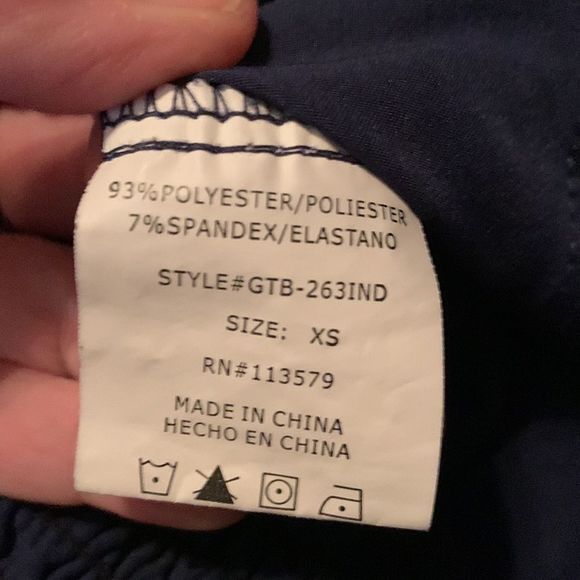 93%POLYESTER/POLIESTER
7%SPANDEX/ELASTANO
STYLE#GTB-263IND
SIZE: XS
RN#113579
MADE IN CHINA
HECHO EN CHINA